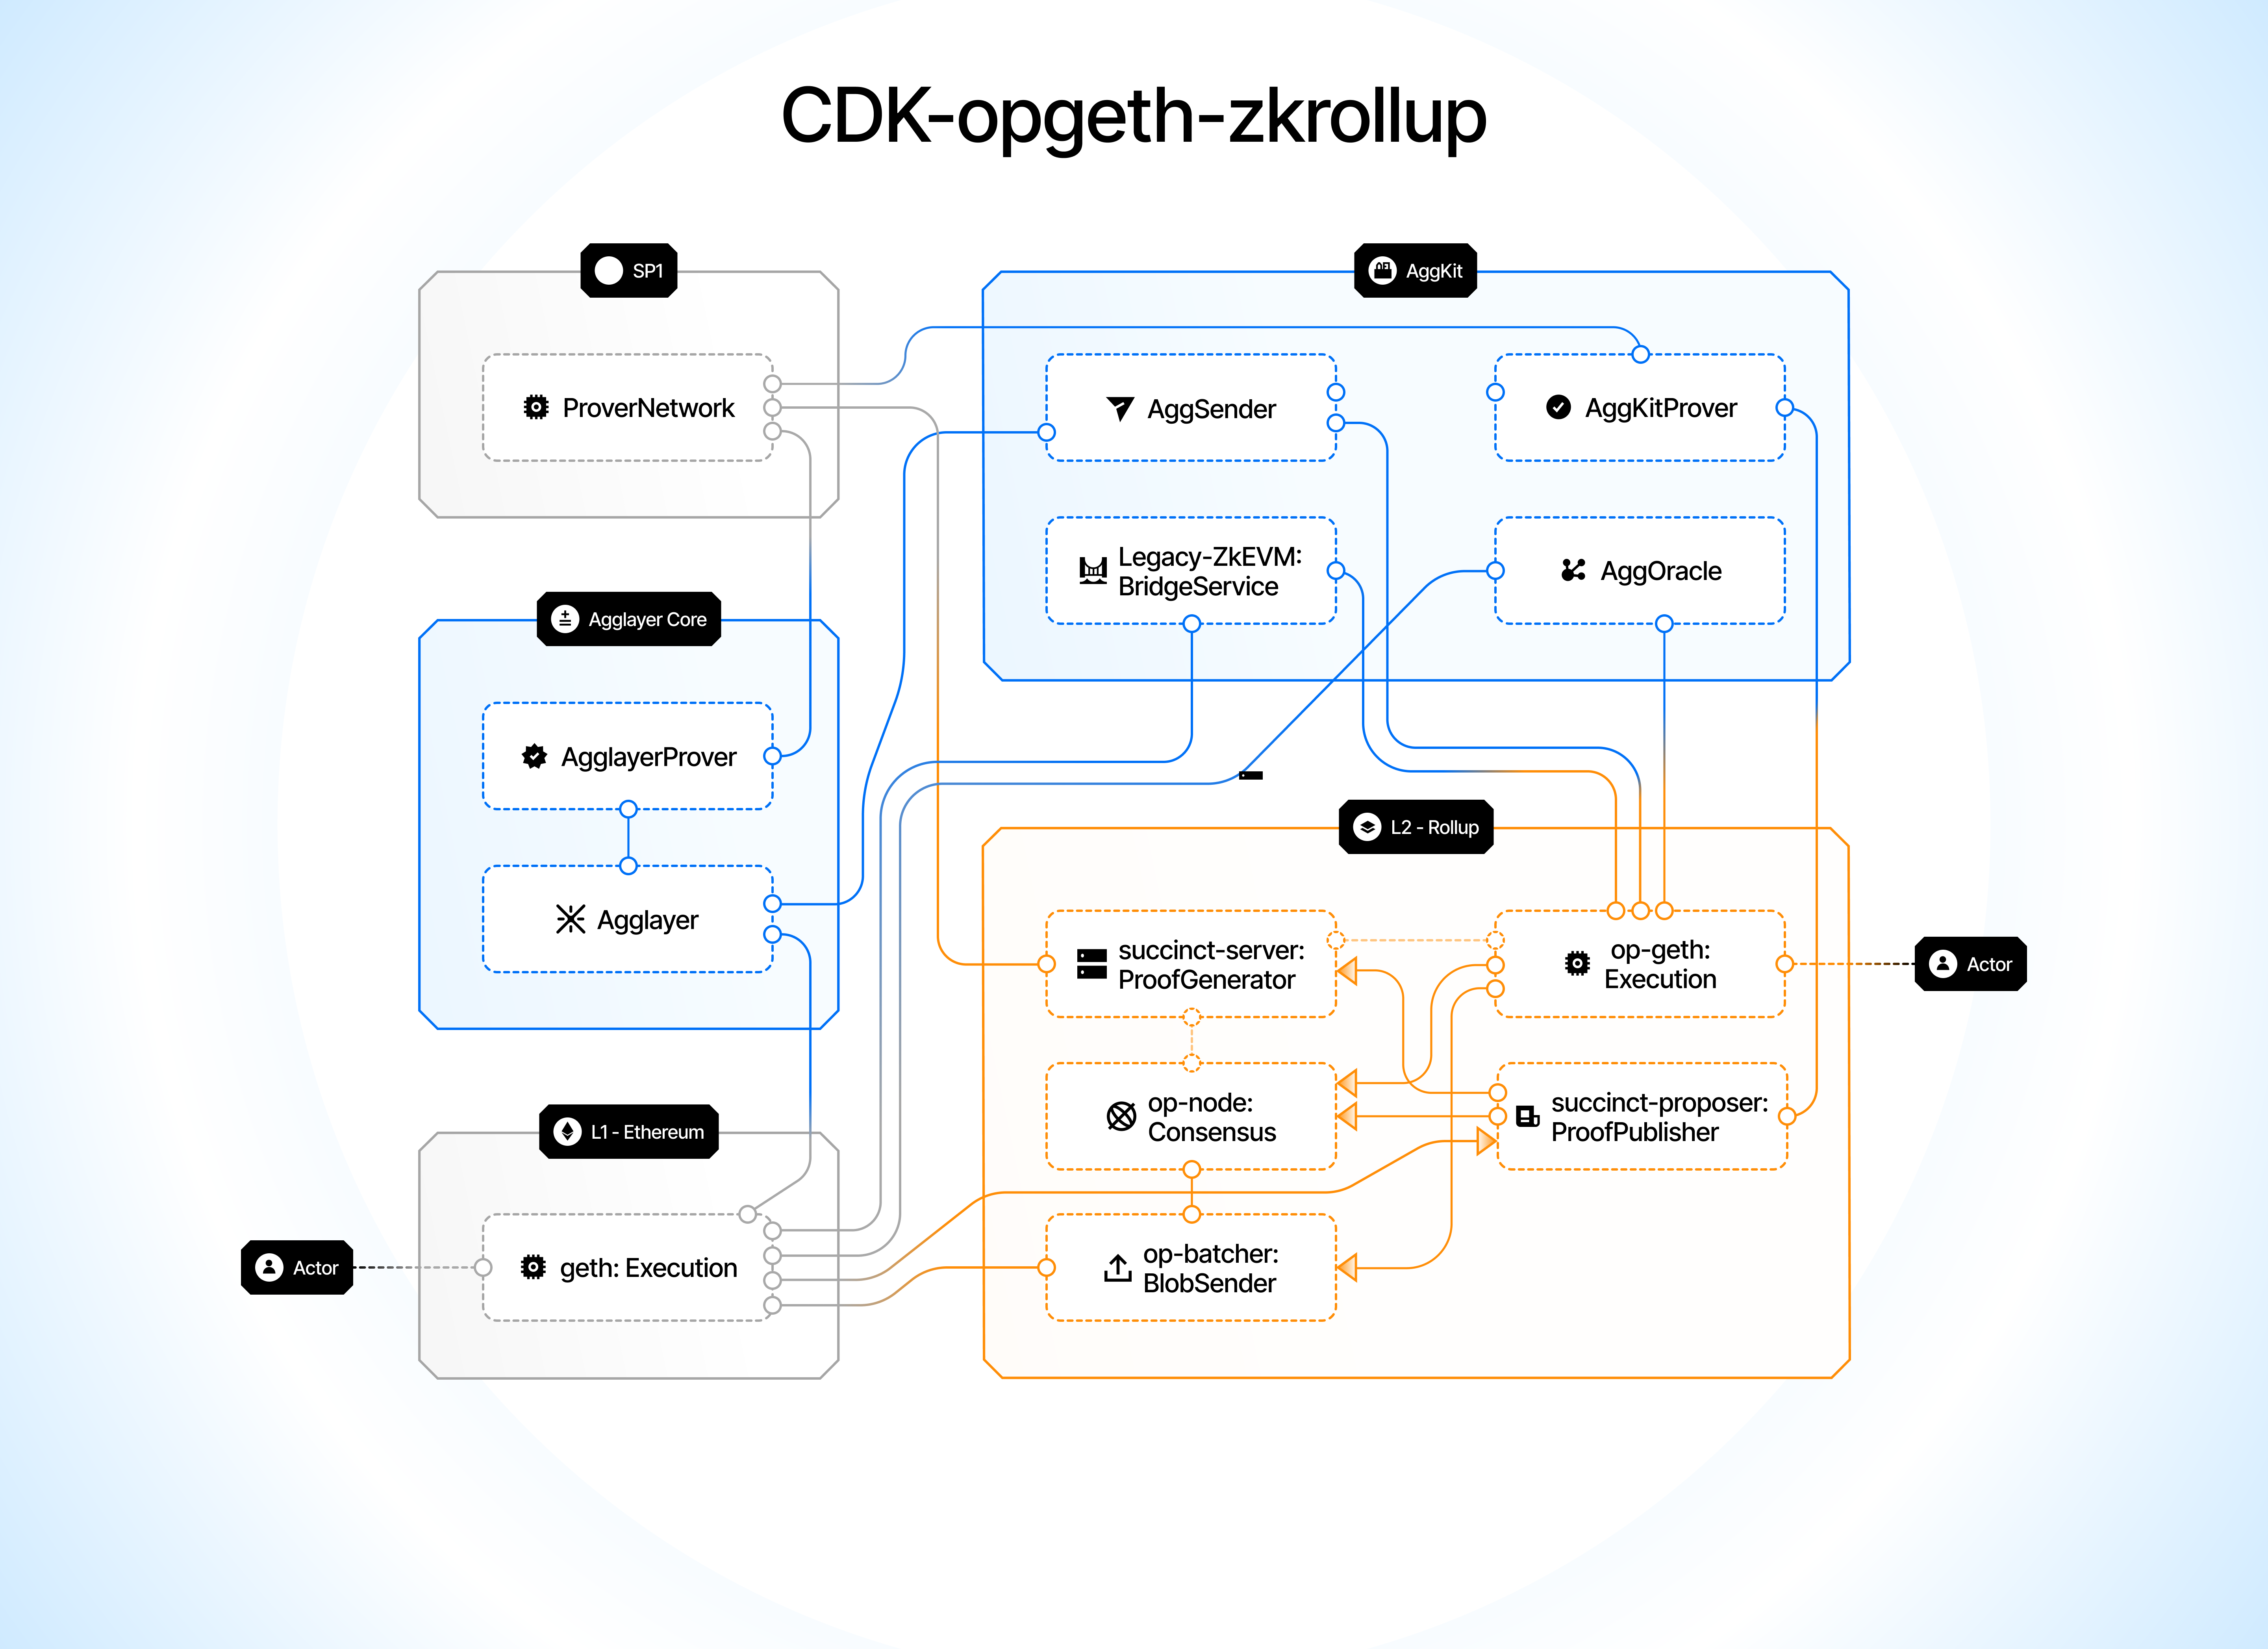 CDK-opgeth-zkrollup
SP1
ProverNetwork
AggKit
AggSender
AggKitProver
Legacy-ZkEVM:
BridgeService
AggOracle
Agglayer Core
AgglayerProver
Agglayer
L2 - Rollup
succinct-server:
ProofGenerator
op-geth:
Execution
Actor
op-node:
Consensus
succinct-proposer:
ProofPublisher
op-batcher:
BlobSender
L1 - Ethereum
geth: Execution
Actor